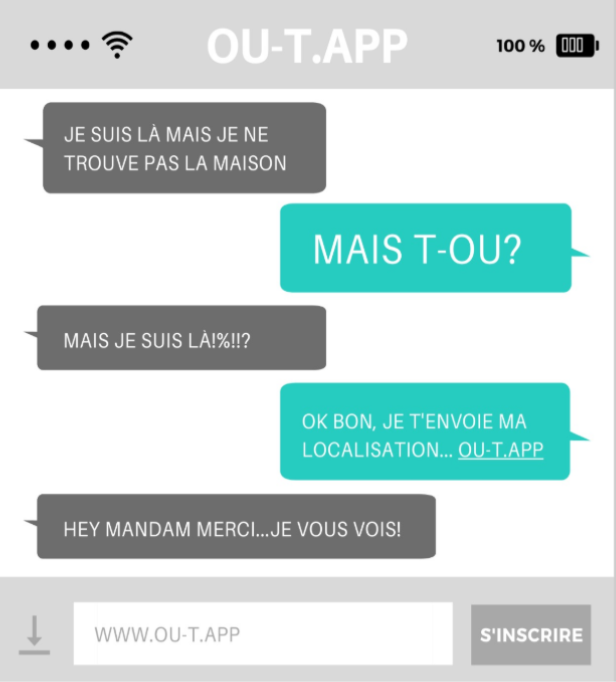 OU-T.APP
100 %
JE SUIS LÀ MAIS JE NE
TROUVE PAS LA MAISON
MAIS T-OU?
MAIS JE SUIS LÀ!%!!?
OK BON, JE T'ENVOIE MA
LOCALISATION... OU-T.APP
HEY MANDAM MERCI...JE VOUS VOIS!
WWW.OU-T.APP
S'INSCRIRE